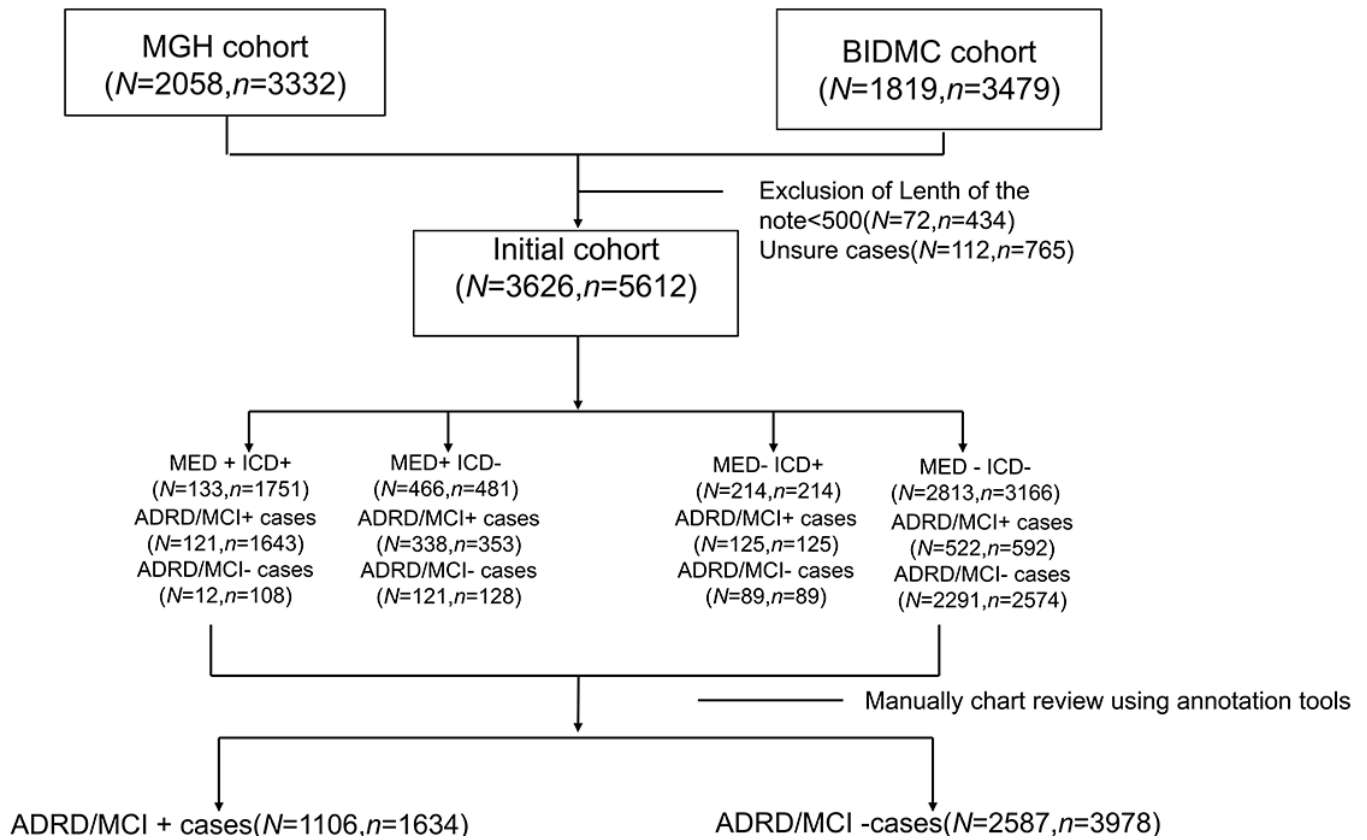 MGH cohort
(N=2058,n=3332)
BIDMC cohort
(N=1819,n=3479)
Exclusion of Lenth of the
note<500(N=72,n=434)
Unsure cases(N=112,n=765)
Initial cohort
(N=3626,n=5612)
MED + ICD+
(N=133,n=1751)
ADRD/MCI+ cases
(N=121,n=1643)
ADRD/MCI- cases
(N=12,n=108)
MED+ ICD-
(N=466,n=481)
ADRD/MCI+ cases
(N=338,n=353)
ADRD/MCI- cases
(N=121,n=128)
MED- ICD+
(N=214,n=214)
ADRD/MCI+ cases
(N=125,n=125)
ADRD/MCI- cases
(N=89,n=89)
MED - ICD-
(N=2813,n=3166)
ADRD/MCI+ cases
(N=522,n=592)
ADRD/MCI- cases
(N=2291,n=2574)
Manually chart review using annotation tools
ADRD/MCI + cases(N=1106,n=1634)
ADRD/MCI -cases(N=2587,n=3978)